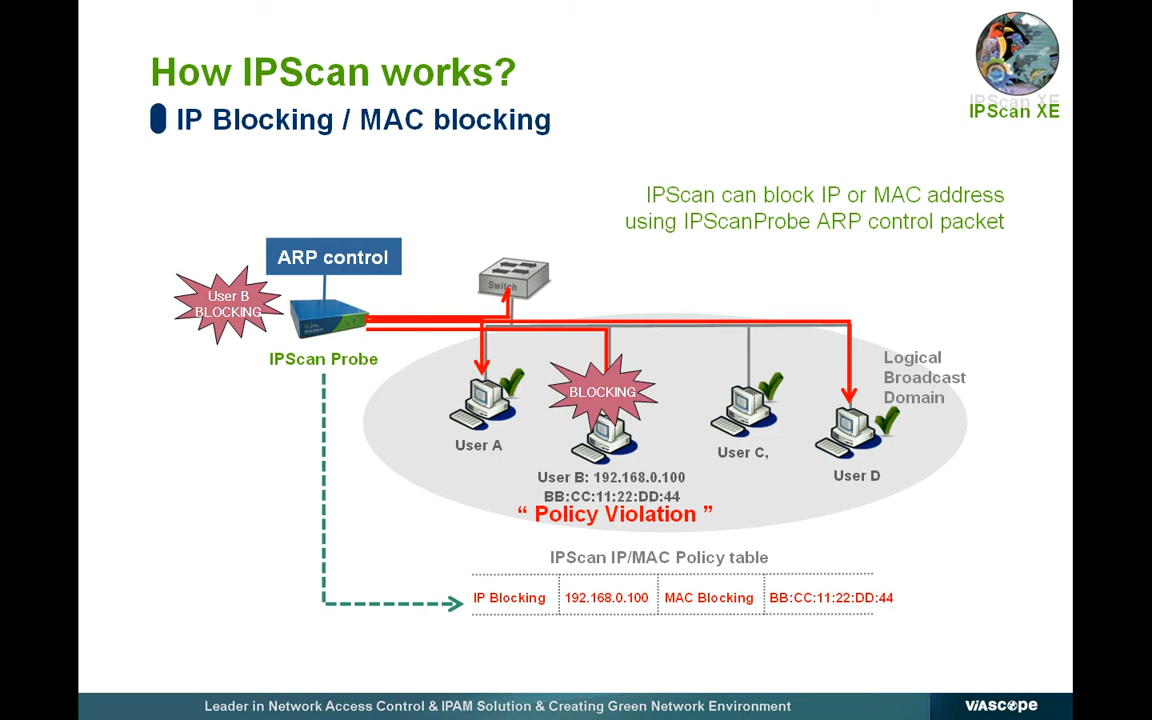 How IPScan works?
IP Blocking / MAC blocking
IPScan XE
IPScan can block IP or MAC address
using IPScanProbe ARP control packet
ARP control
User B
BLOCKING
Switch
IPScan Probe
BLOCKING
Logical
Broadcast
Domain
User A
User B: 192.168.0.100
BB:CC:11:22:DD:44
“ Policy Violation ”
User C,
User D
IPScan IP/MAC Policy table
IP Blocking 192.168.0.100 MAC Blocking BB:CC:11:22:DD:44
Leader in Network Access Control & IPAM Solution & Creating Green Network Environment
VIASCOPE